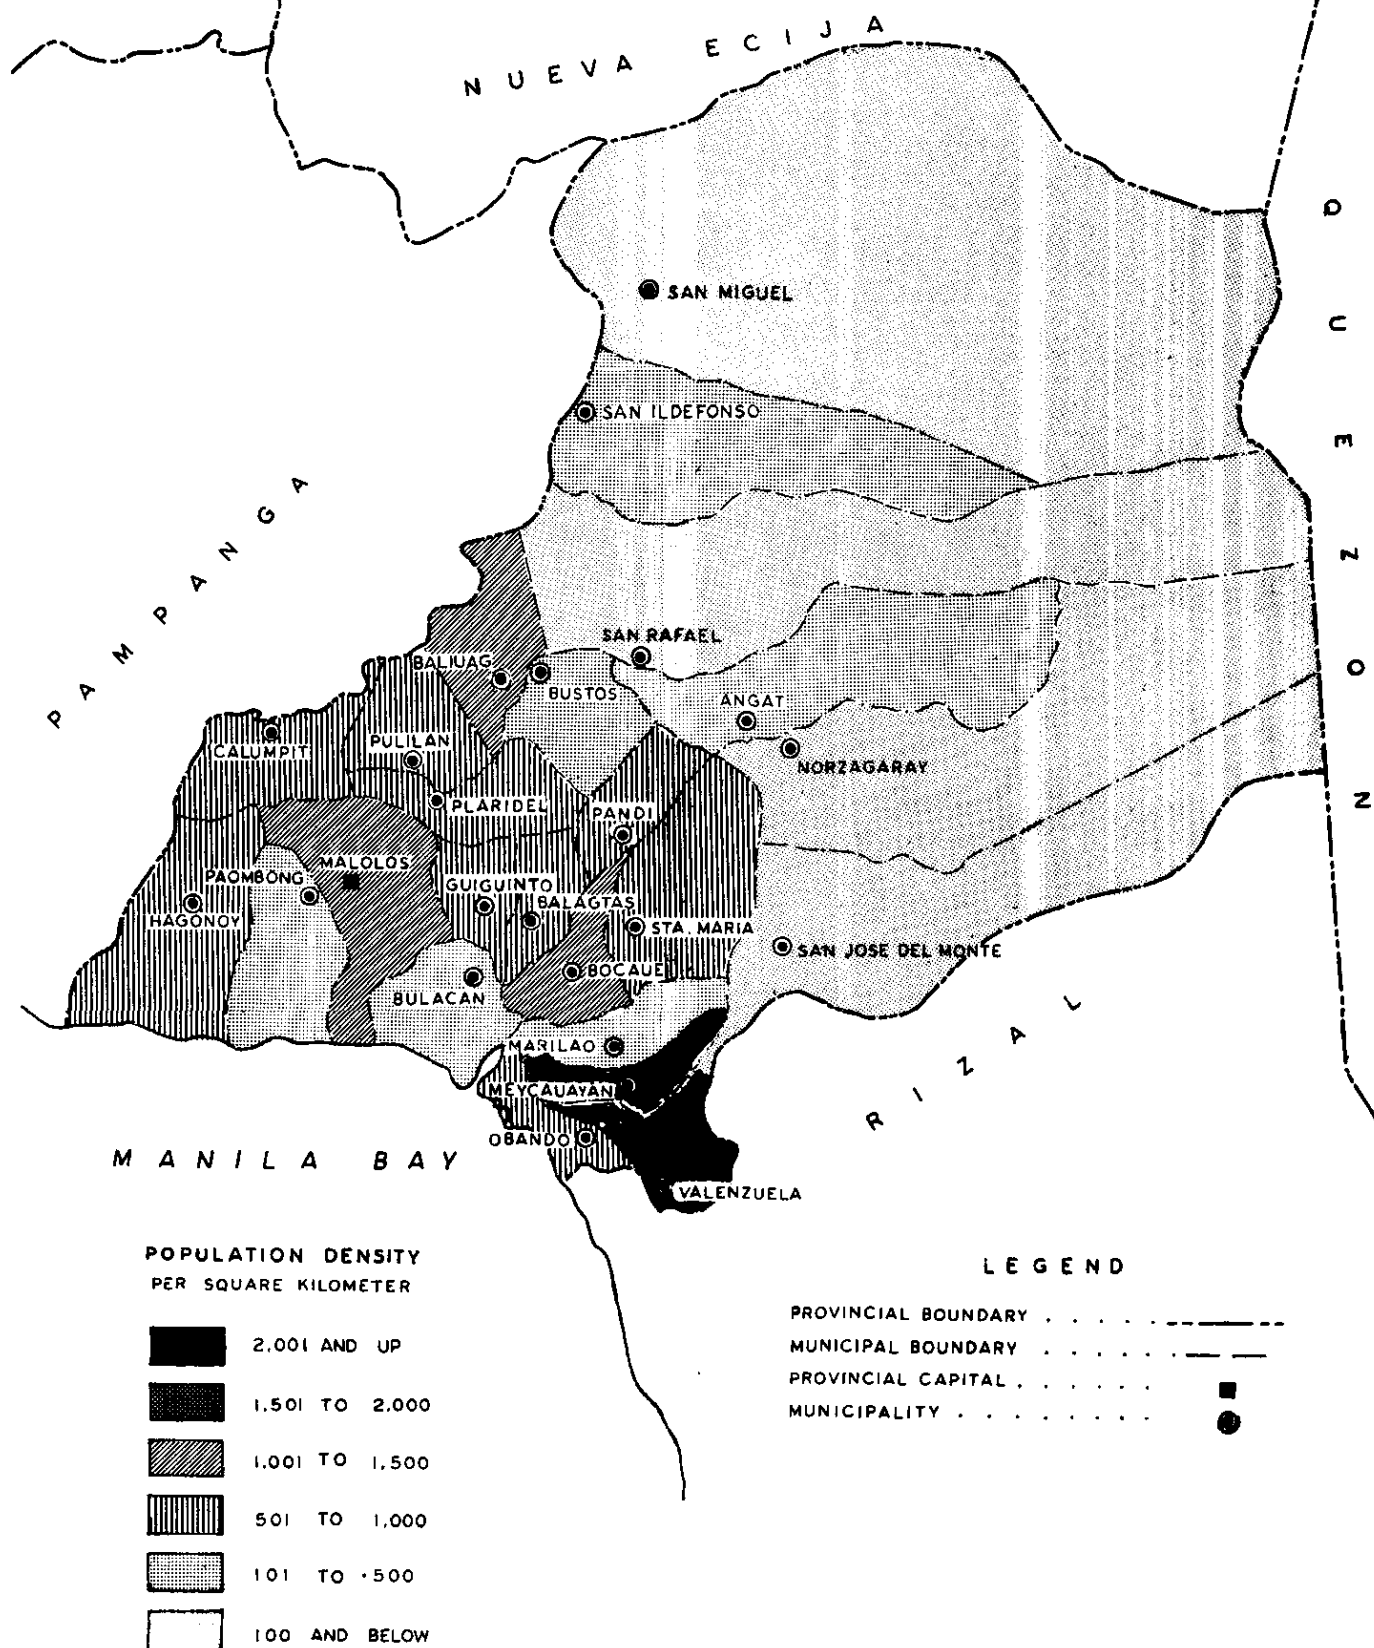 NUEVA ECIJA
QUEZON
PAMPANGA
SAN MIGUEL
SAN ILDEFONSO
SAN RAFAEL
BALIUAG
BUSTOS
ANGAT
CALUMPIT
PULILAN
NORZAGARAY
PLARIDEL
PANDI
MALOLOS
PAOMBONG
GUIGUINTO
BALAGTAS
HAGONOY
STA. MARIA
SAN JOSE DEL MONTE
BOCAUE
BULACAN
RIZAL
MARILAO
MEYCAUAYAN
OBANDO
MANILA BAY
VALENZUELA
POPULATION DENSITY
PER SQUARE KILOMETER
2,001 AND UP
1,501 TO 2,000
1,001 TO 1,500
501 TO 1,000
101 TO 500
100 AND BELOW
LEGEND
PROVINCIAL BOUNDARY . . . . .
MUNICIPAL BOUNDARY . . . . . .
PROVINCIAL CAPITAL . . . . . .
MUNICIPALITY . . . . . . . .